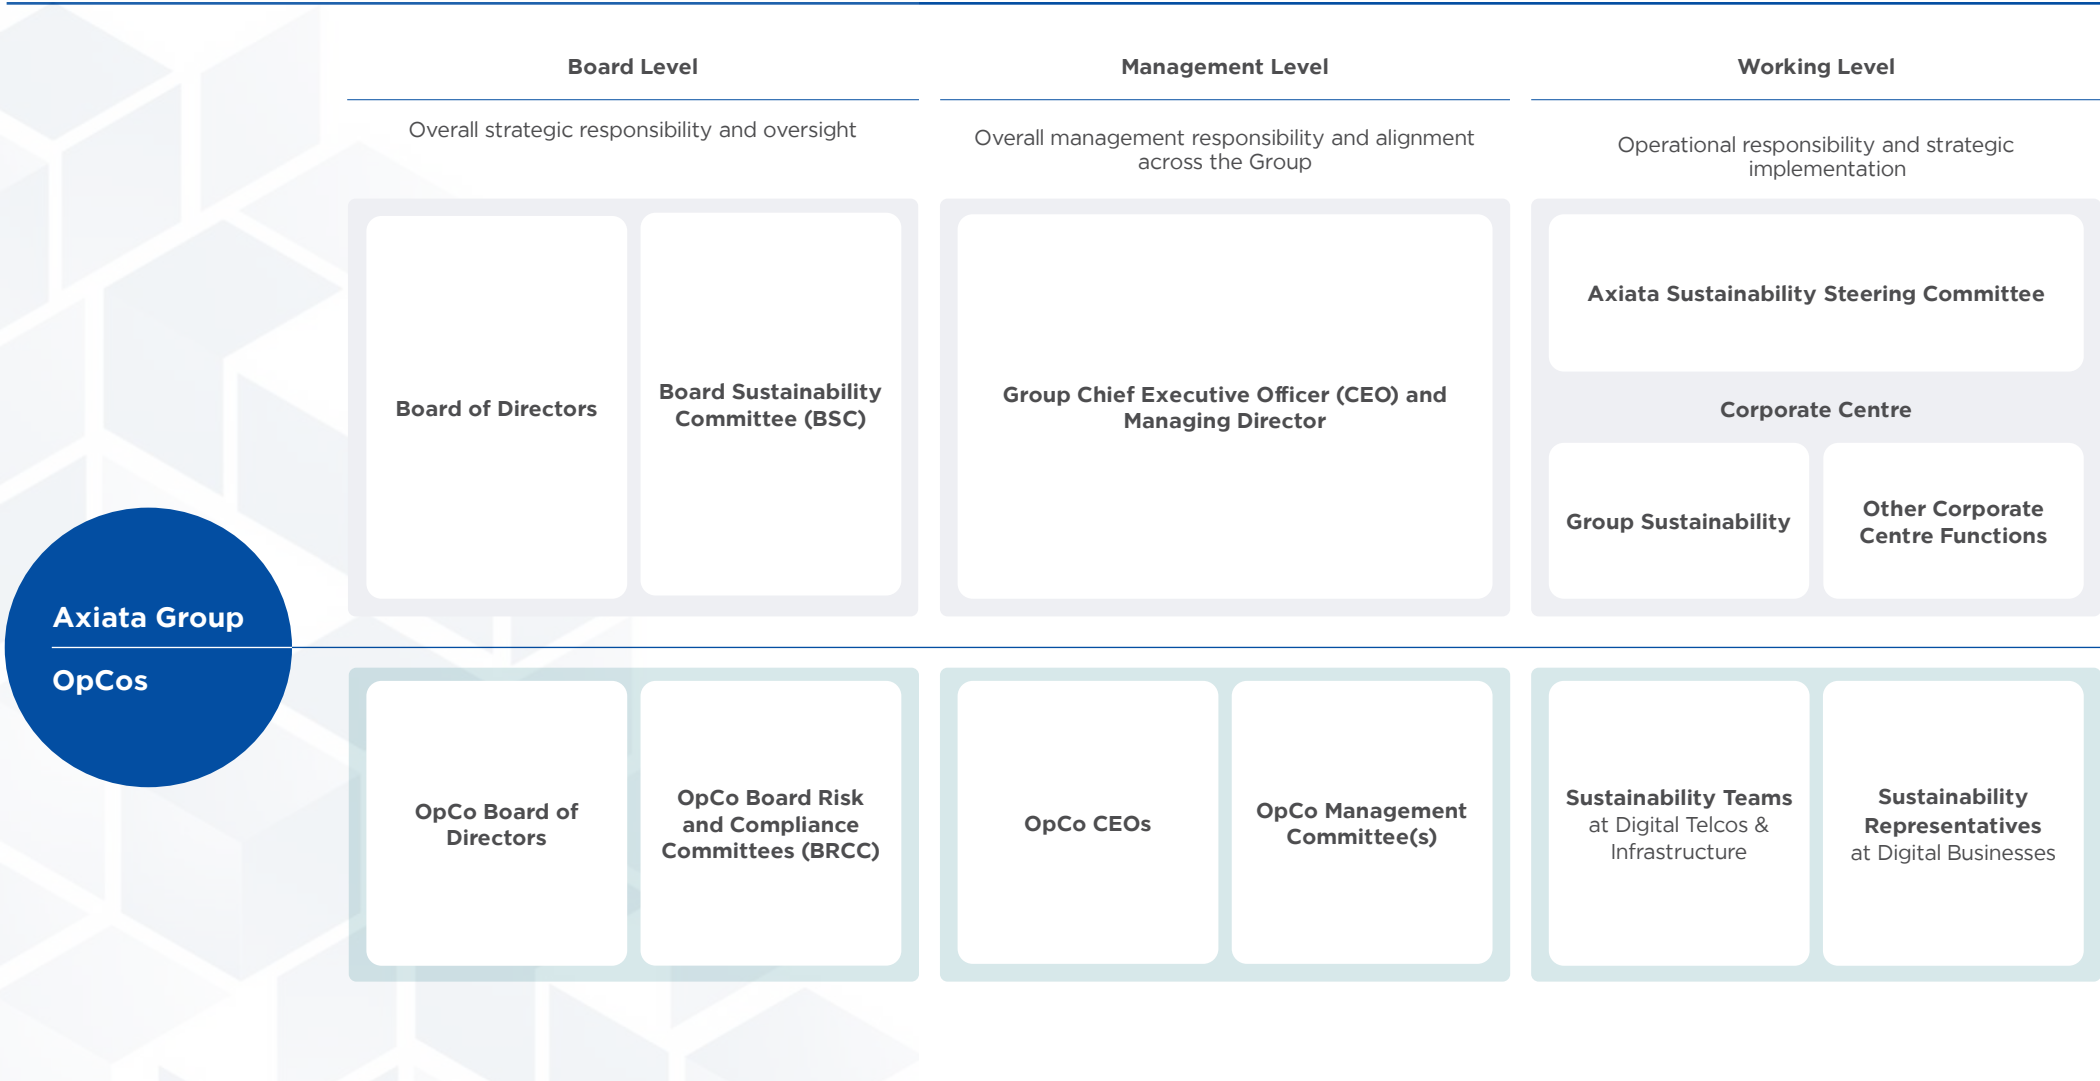 Board Level
Overall strategic responsibility and oversight
Management Level
Overall management responsibility and alignment
across the Group
Working Level
Operational responsibility and strategic
implementation
Axiata Group
OpCos
Board of Directors
Board Sustainability
Committee (BSC)
Group Chief Executive Officer (CEO) and
Managing Director
Axiata Sustainability Steering Committee
Corporate Centre
Group Sustainability
Other Corporate
Centre Functions
OpCo Board of
Directors
OpCo Board Risk
and Compliance
Committees (BRCC)
OpCo CEOs
OpCo Management
Committee(s)
Sustainability Teams
at Digital Telcos &
Infrastructure
Sustainability
Representatives
at Digital Businesses